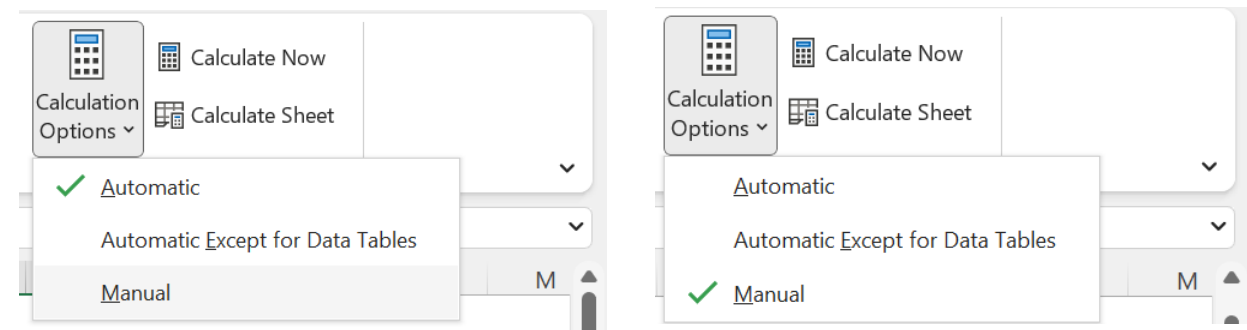 Calculation
Options
Calculate Now
Calculate Sheet
Automatic
Automatic Except for Data Tables
Manual
M
Calculation
Options
Calculate Now
Calculate Sheet
Automatic
Automatic Except for Data Tables
Manual
M